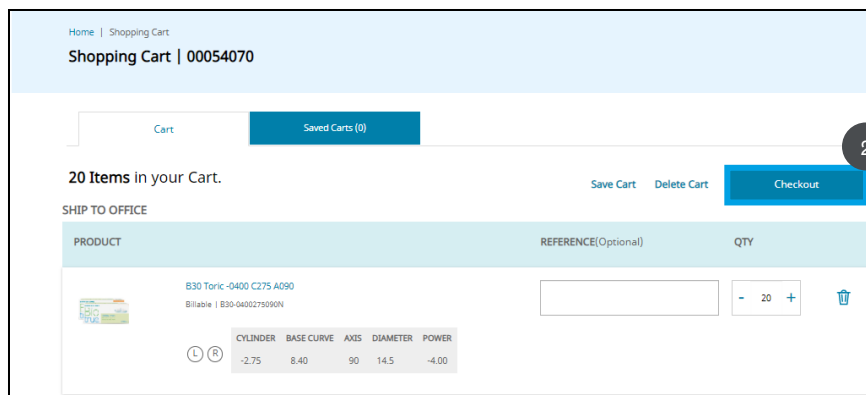 Home | Shopping Cart
Shopping Cart | 00054070
Cart
Saved Carts (0)
2
20 Items in your Cart.
Save Cart
Delete Cart
Checkout
SHIP TO OFFICE
PRODUCT
REFERENCE(Optional)
QTY
B30 Toric -0400 C275 A090
Billable | B30-0400275090N
- 20 +
L R
CYLINDER BASE CURVE AXIS DIAMETER POWER
-2.75 8.40 90 14.5 -4.00